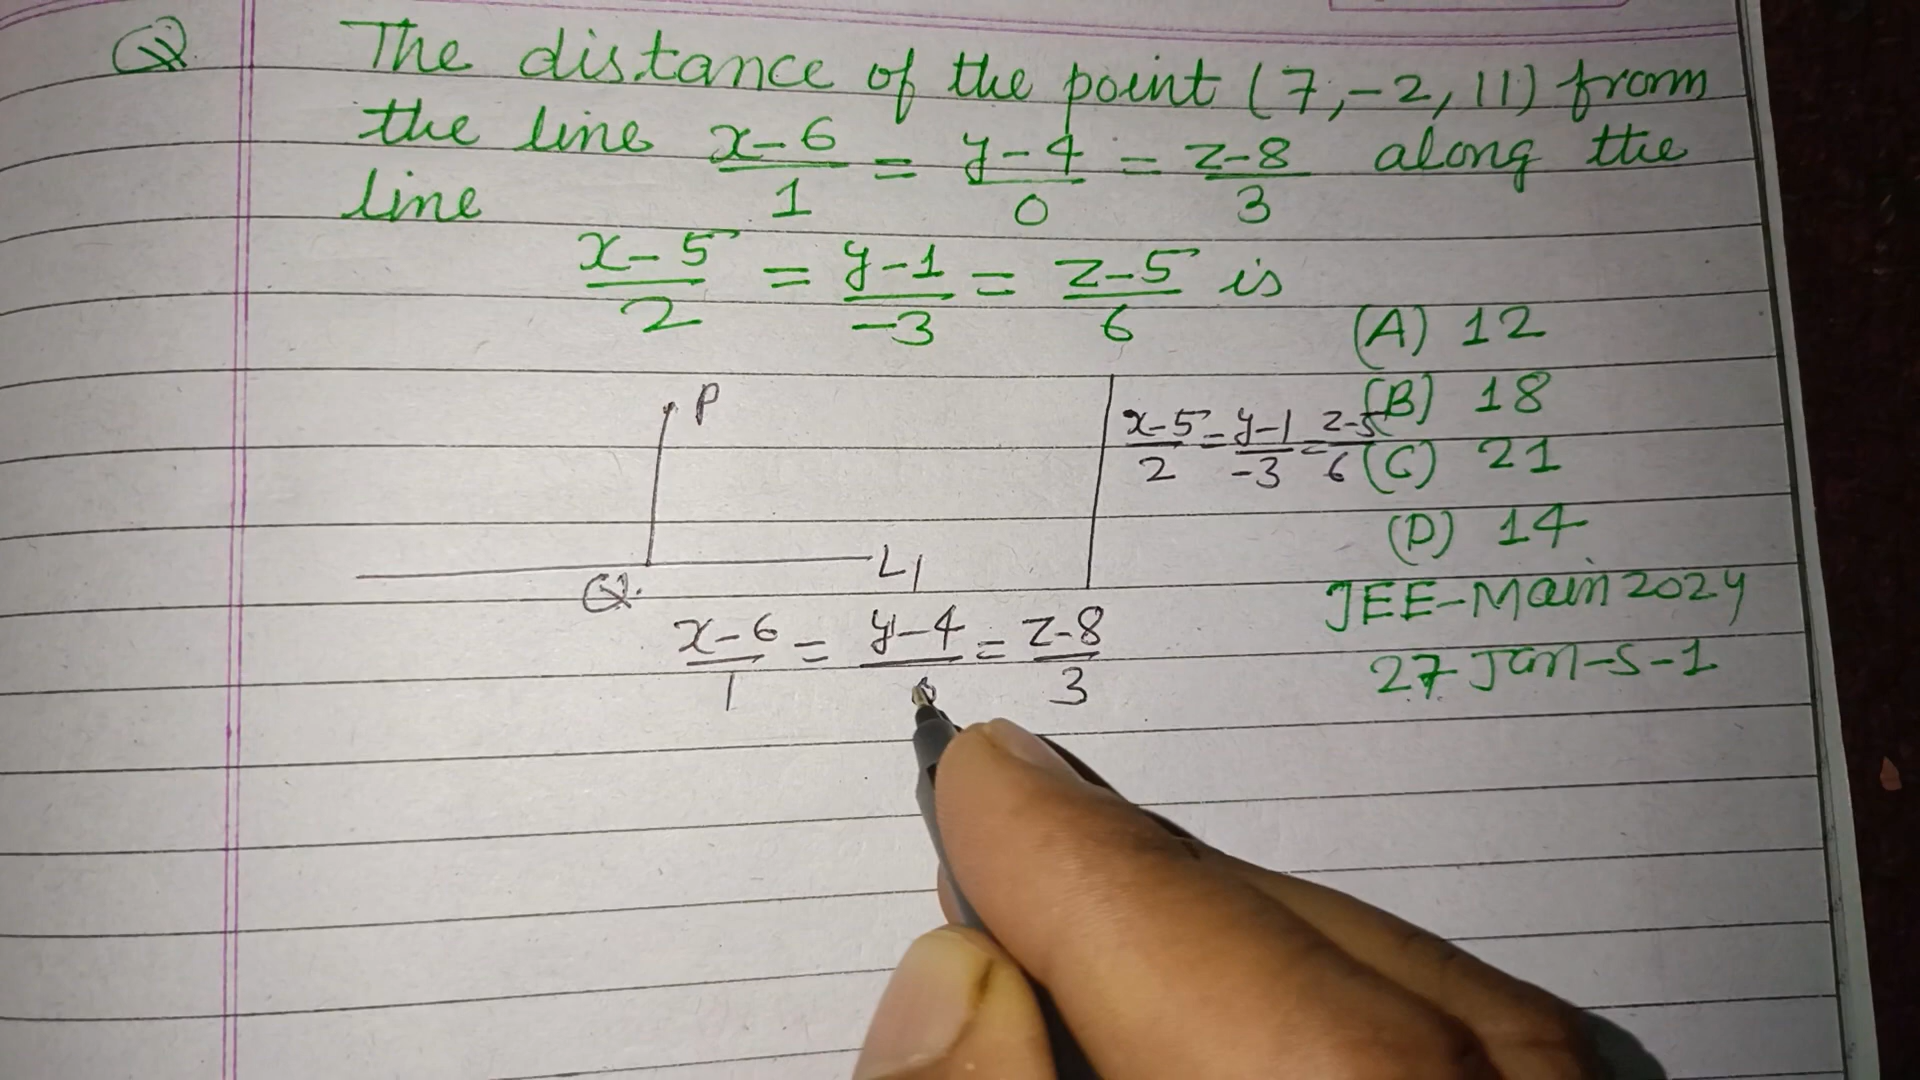 Q. The distance of the point (7,-2, 11) from
the line x-6/1 = y-4/0 = z-8/3 along the
line
x-5/2 = y-1/-3 = z-5/6 is
(A) 12
(B) 18
(C) 21
(D) 14
JEE-Main 2024
27 Jan-S-1
P
x-5/2 = y-1/-3 = z-5/6
L1
Q.
x-6/1 = y-4/0 = z-8/3